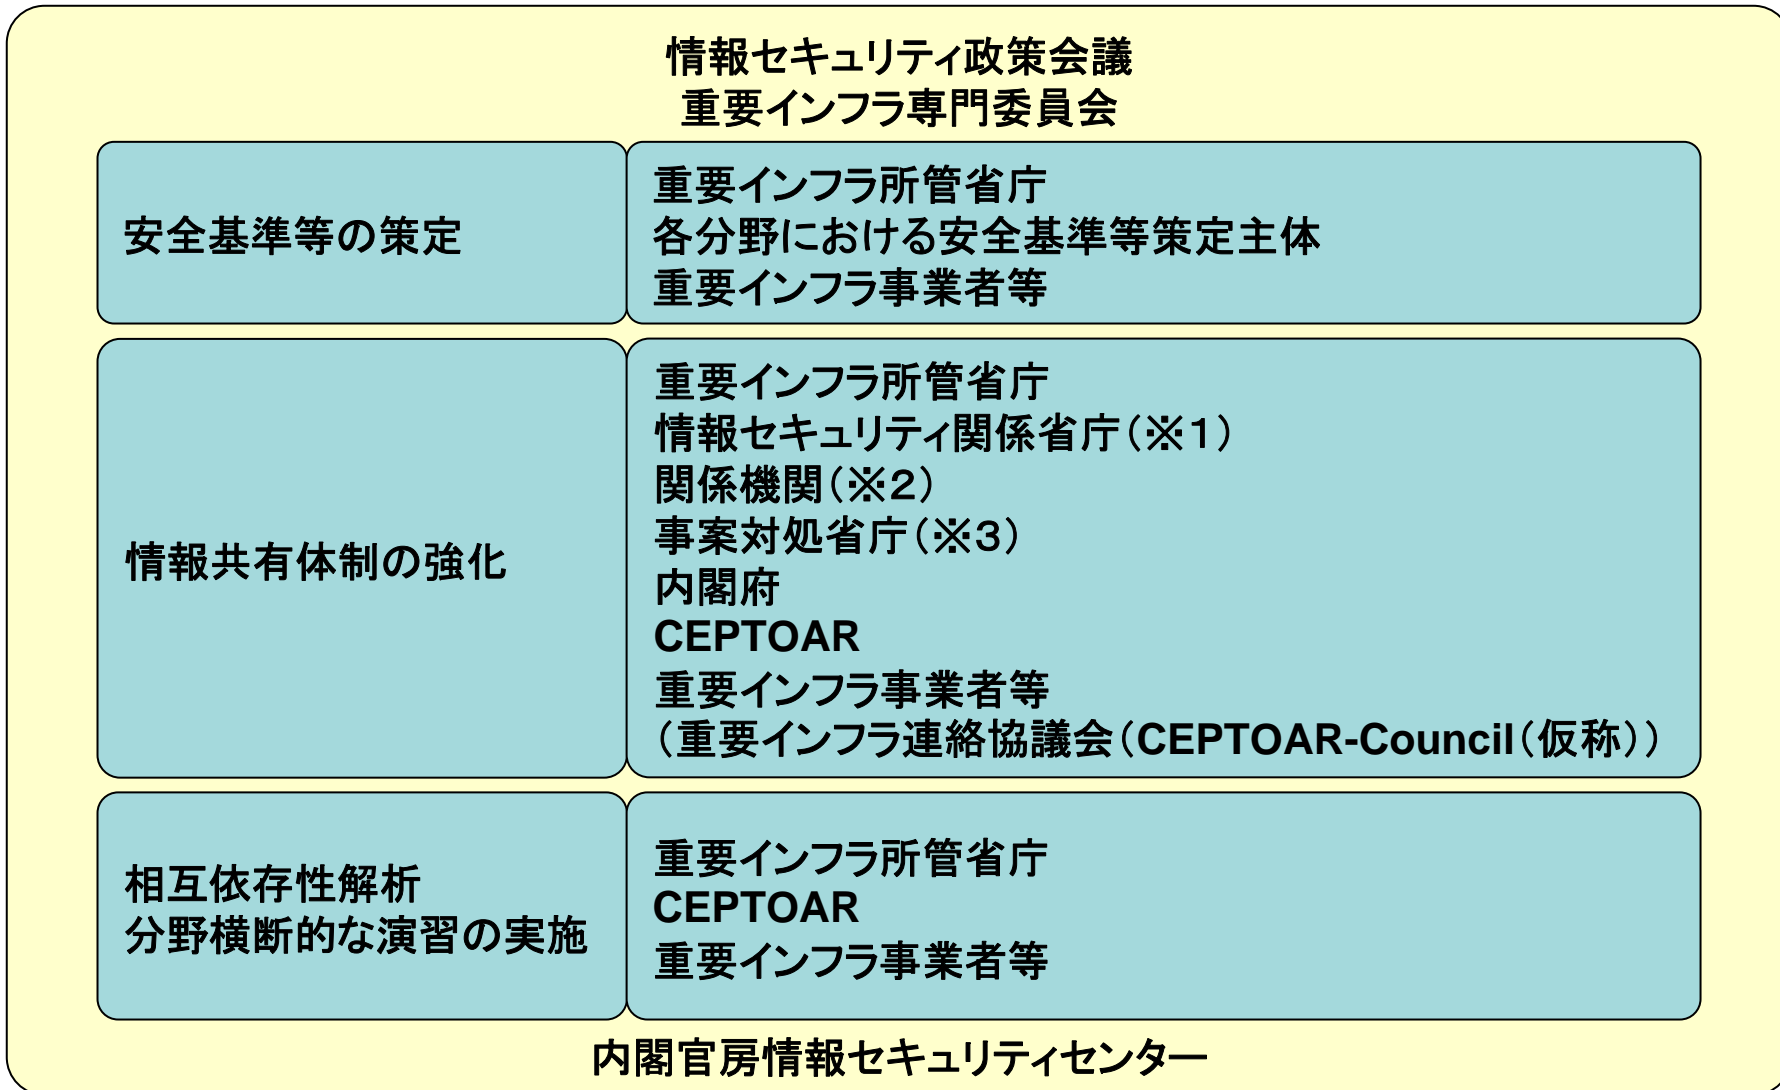 情報セキュリティ政策会議
重要インフラ専門委員会
安全基準等の策定
重要インフラ所管省庁
各分野における安全基準等策定主体
重要インフラ事業者等
情報共有体制の強化
重要インフラ所管省庁
情報セキュリティ関係省庁（※１）
関係機関（※２）
事案対処省庁（※３）
内閣府
CEPTOAR
重要インフラ事業者等
（重要インフラ連絡協議会（CEPTOAR-Council（仮称））
相互依存性解析
分野横断的な演習の実施
重要インフラ所管省庁
CEPTOAR
重要インフラ事業者等
内閣官房情報セキュリティセンター